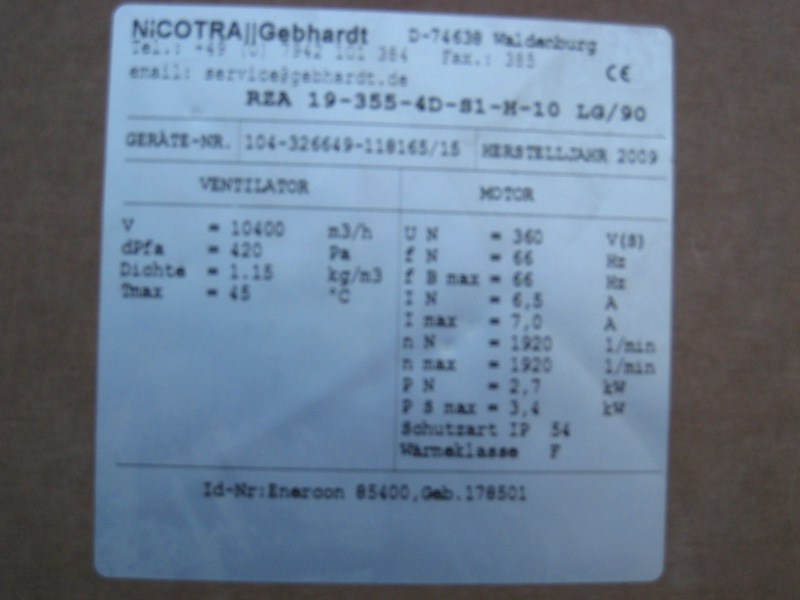 NiCOTRA||Gebhardt D-74638 Waldenburg
Tel.: +49 (0) 7942 101 384 Fax.: 385
email: service@gebhardt.de CE
RZA 19-355-4D-S1-H-10 LG/90
GERÄTE-NR. 104-326649-118165/15 HERSTELLJAHR 2009
VENTILATOR MOTOR
V = 10400 m3/h
dPfa = 420 Pa
Dichte = 1.15 kg/m3
Tmax = 45 °C
U N = 360 V(S)
f N = 66 Hz
f B max = 66 Hz
I N = 6,5 A
I max = 7,0 A
n N = 1920 1/min
n max = 1920 1/min
P N = 2,7 kW
P S max = 3,4 kW
Schutzart IP 54
Wärmeklasse F
Id-Nr:Enercon 85400,Geb.178501